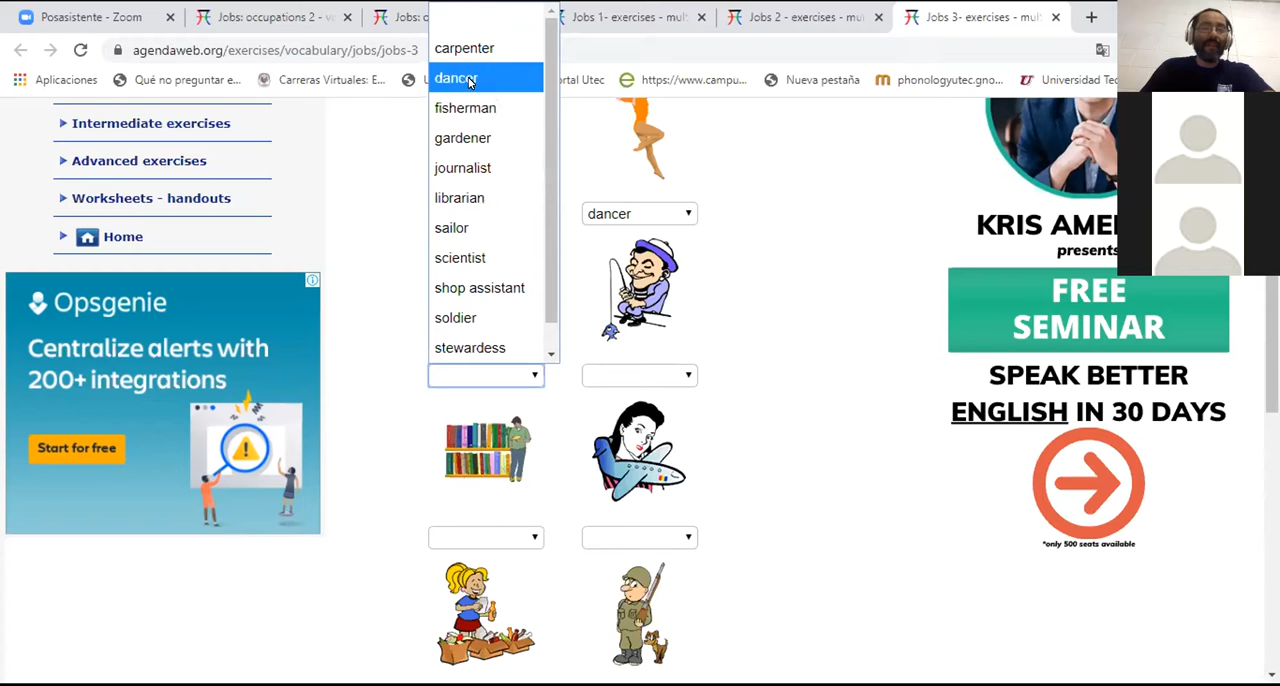 Posasistente - Zoom
Jobs: occupations 2 - v
Jobs: o
Jobs 1- exercises - mul
Jobs 2 - exercises - mu
Jobs 3- exercises - mul
agendaweb.org/exercises/vocabulary/jobs/jobs-3
Aplicaciones
Qué no preguntar e...
Carreras Virtuales: E...
U
ortal Utec
https://www.campu...
Nueva pestaña
phonologyutec.gno...
Universidad Tec
Intermediate exercises
Advanced exercises
Worksheets - handouts
Home
Opsgenie
Centralize alerts with
200+ integrations
Start for free
carpenter
dancer
fisherman
gardener
journalist
librarian
sailor
scientist
shop assistant
soldier
stewardess
dancer
KRIS AME
presents
FREE
SEMINAR
SPEAK BETTER
ENGLISH IN 30 DAYS
*only 500 seats available